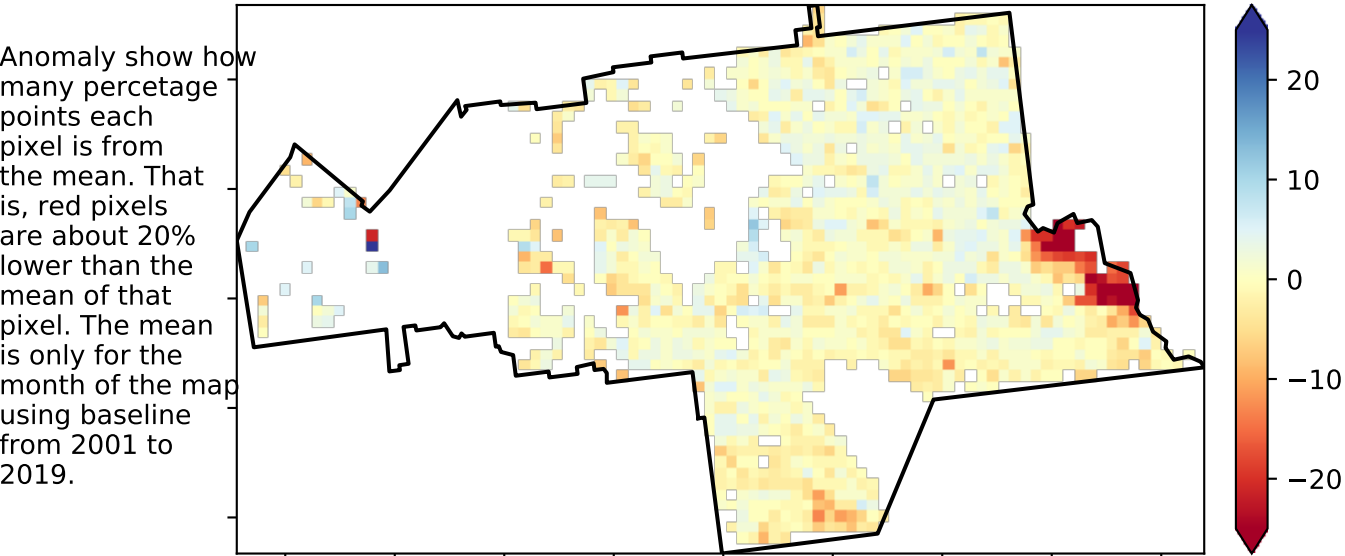 Anomaly show how
many percetage
points each
pixel is from
the mean. That
is, red pixels
are about 20%
lower than the
mean of that
pixel. The mean
is only for the
month of the map
using baseline
from 2001 to
2019.
20
10
0
−10
−20